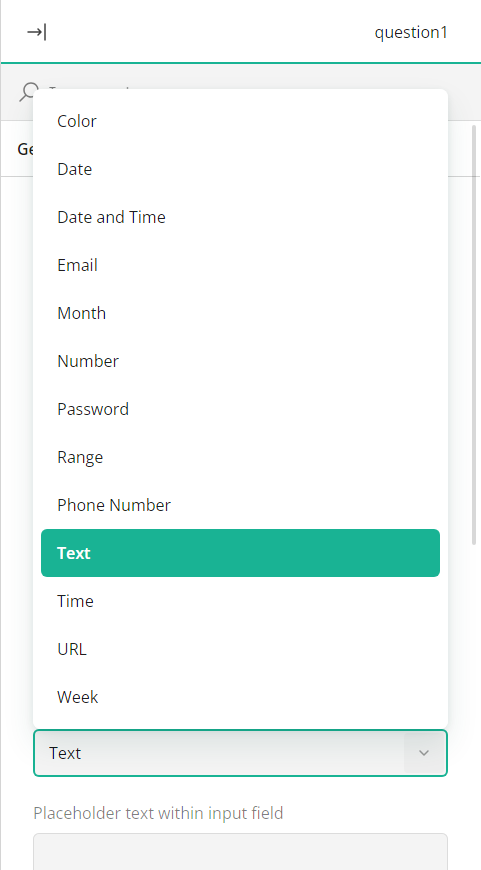 question1
Ge
Color
Date
Date and Time
Email
Month
Number
Password
Range
Phone Number
Text
Time
URL
Week
Text
Placeholder text within input field